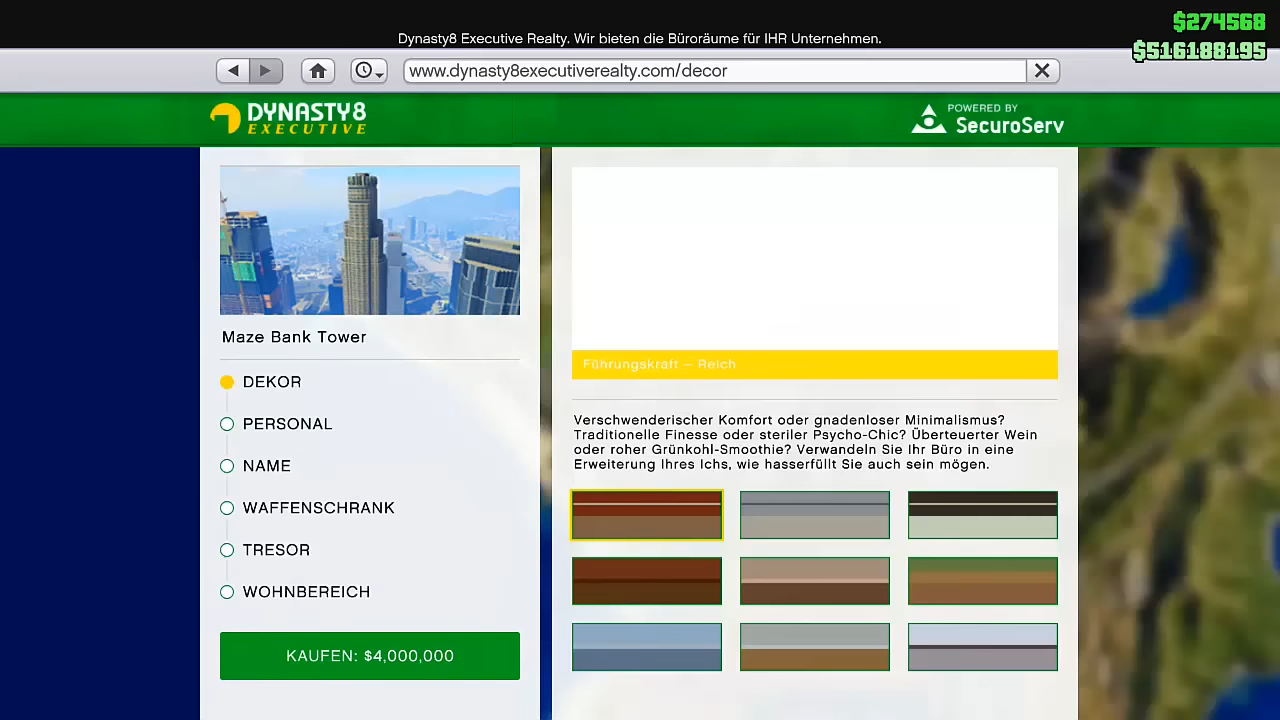 $274568
Dynasty8 Executive Realty. Wir bieten die Büroräume für IHR Unternehmen.
$516188195
www.dynasty8executiverealty.com/decor
DYNASTY 8
EXECUTIVE
POWERED BY
SecuroServ
Maze Bank Tower
DEKOR
PERSONAL
NAME
WAFFENSCHRANK
TRESOR
WOHNBEREICH
KAUFEN: $4,000,000
Führungskraft – Reich
Verschwenderischer Komfort oder gnadenloser Minimalismus?
Traditionelle Finesse oder steriler Psycho-Chic? Überteuerter Wein
oder roher Grünkohl-Smoothie? Verwandeln Sie Ihr Büro in eine
Erweiterung Ihres Ichs, wie hasserfüllt Sie auch sein mögen.